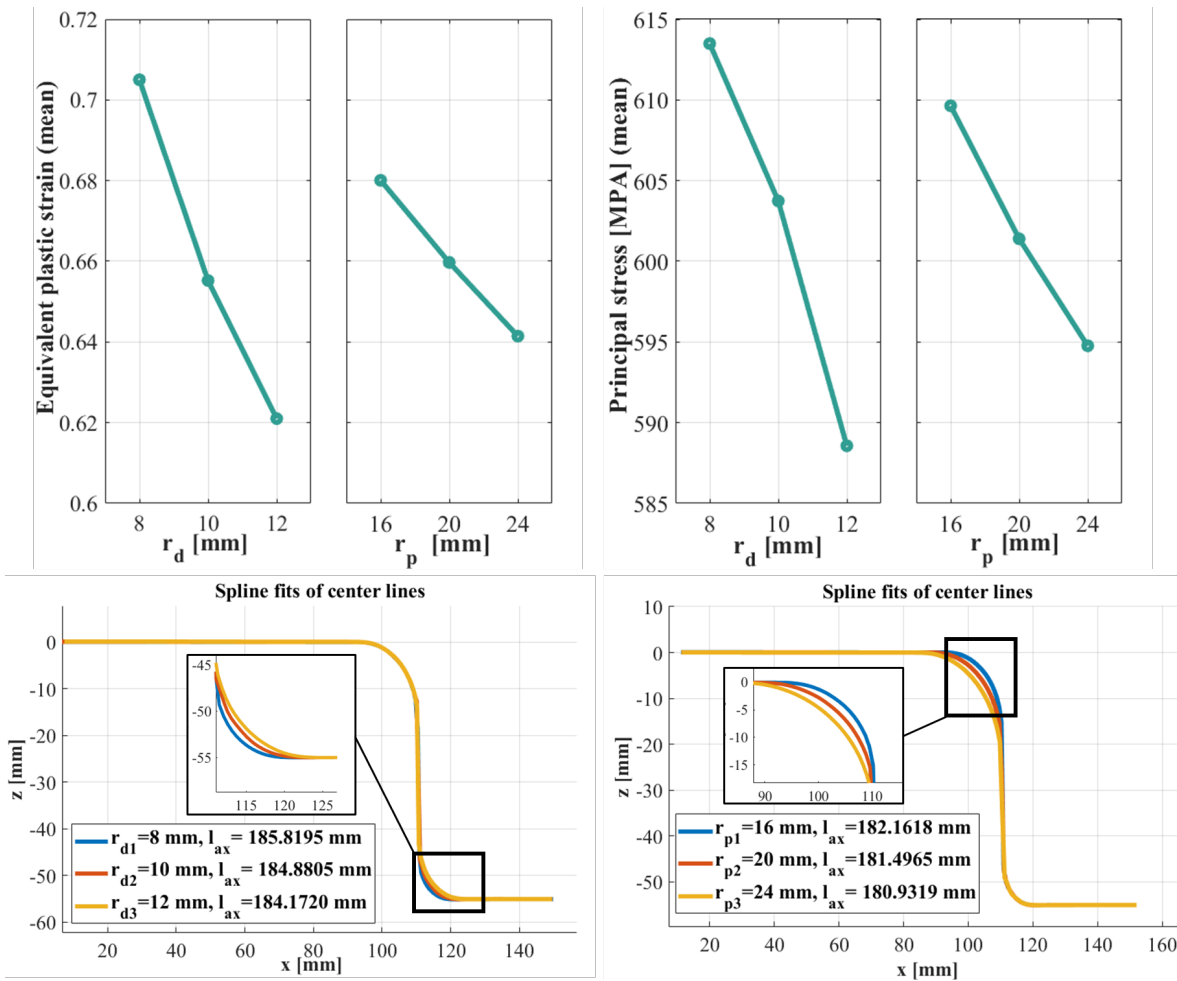 0.72
0.7
0.68
0.66
0.64
0.62
0.6
Equivalent plastic strain (mean)
8 10 12
r_d [mm]
16 20 24
r_p [mm]
615
610
605
600
595
590
585
Principal stress [MPA] (mean)
8 10 12
r_d [mm]
16 20 24
r_p [mm]
Spline fits of center lines
0
-10
-20
-30
-40
-50
-60
z [mm]
-45
-50
-55
115 120 125
r_d1=8 mm, l_ax= 185.8195 mm
r_d2=10 mm, l_ax= 184.8805 mm
r_d3=12 mm, l_ax= 184.1720 mm
20 40 60 80 100 120 140
x [mm]
Spline fits of center lines
10
0
-10
-20
-30
-40
-50
z [mm]
0
-5
-10
-15
90 100 110
r_p1=16 mm, l_ax=182.1618 mm
r_p2=20 mm, l_ax=181.4965 mm
r_p3=24 mm, l_ax=180.9319 mm
20 40 60 80 100 120 140 160
x [mm]